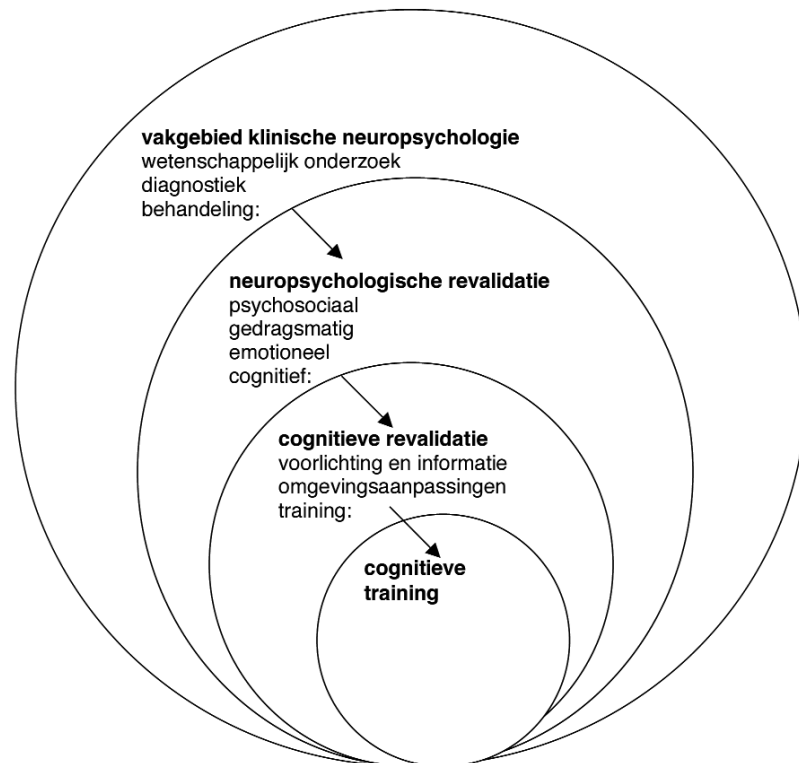 vakgebied klinische neuropsychologie
wetenschappelijk onderzoek
diagnostiek
behandeling:
neuropsychologische revalidatie
psychosociaal
gedragsmatig
emotioneel
cognitief:
cognitieve revalidatie
voorlichting en informatie
omgevingsaanpassingen
training:
cognitieve
training